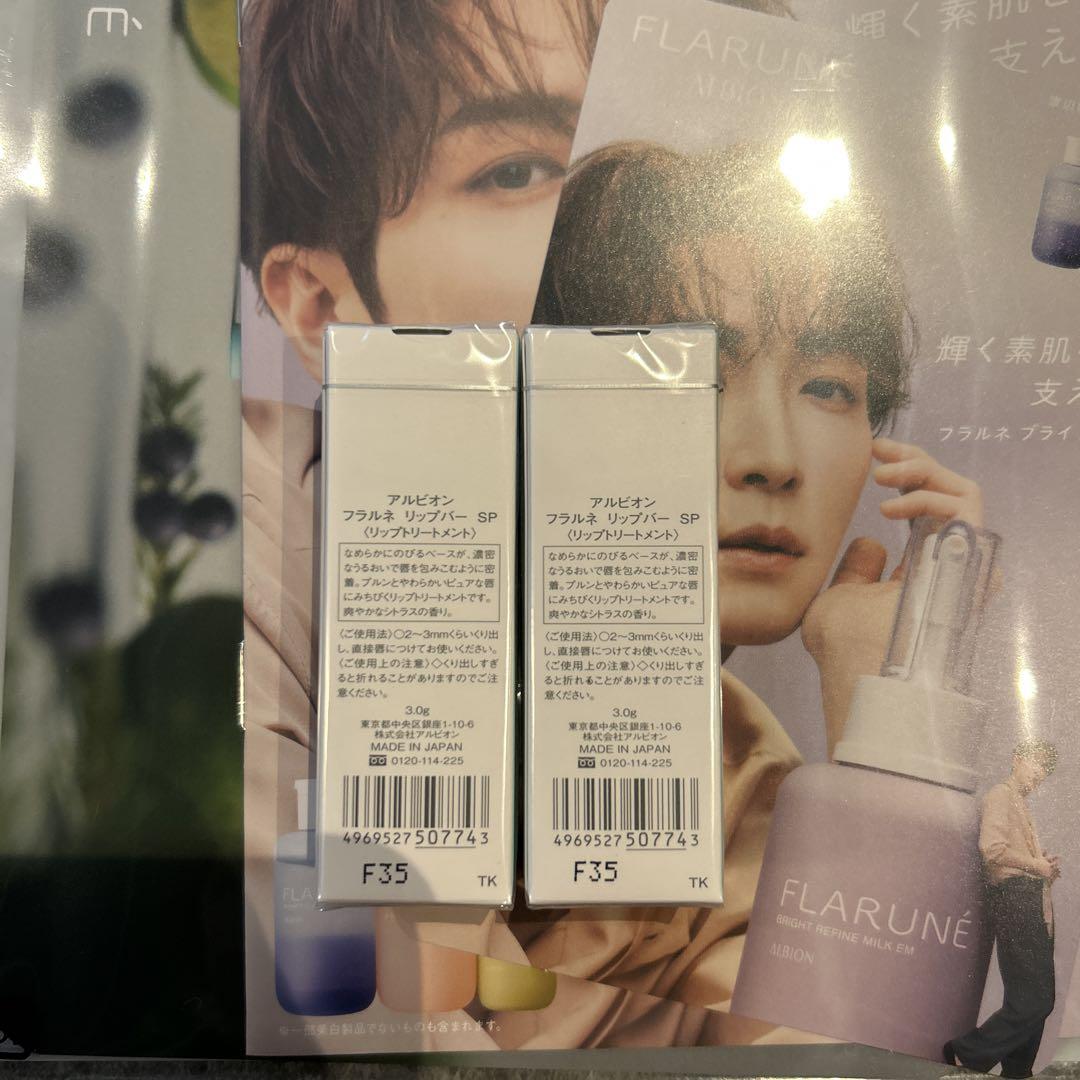 FLARUNÉ
ALBION
輝く素肌を
支え
輝く素肌
支え
フラルネ ブライ
アルビオン
フラルネ リップバー SP
〈リップトリートメント〉
なめらかにのびるベースが、濃密
なうるおいで唇を包みこむように密
着。プルンとやわらかいピュアな唇
にみちびくリップトリートメントです。
爽やかなシトラスの香り。
〈ご使用法〉○2~3mmくらいくり出
し、直接唇につけてお使いください。
〈ご使用上の注意〉◇くり出しすぎ
ると折れることがありますのでご注
意ください。
3.0g
東京都中央区銀座1-10-6
株式会社アルビオン
MADE IN JAPAN
0120-114-225
4969527507743
F35
TK
アルビオン
フラルネ リップバー SP
〈リップトリートメント〉
なめらかにのびるベースが、濃密
なうるおいで唇を包みこむように密
着。プルンとやわらかいピュアな唇
にみちびくリップトリートメントです。
爽やかなシトラスの香り。
〈ご使用法〉○2~3mmくらいくり出
し、直接唇につけてお使いください。
〈ご使用上の注意〉◇くり出しすぎ
ると折れることがありますのでご注
意ください。
3.0g
東京都中央区銀座1-10-6
株式会社アルビオン
MADE IN JAPAN
0120-114-225
4969527507743
F35
TK
FLA
FLARUNÉ
BRIGHT REFINE MILK EM
ALBION
※一部美白製品でないものも含まれます。